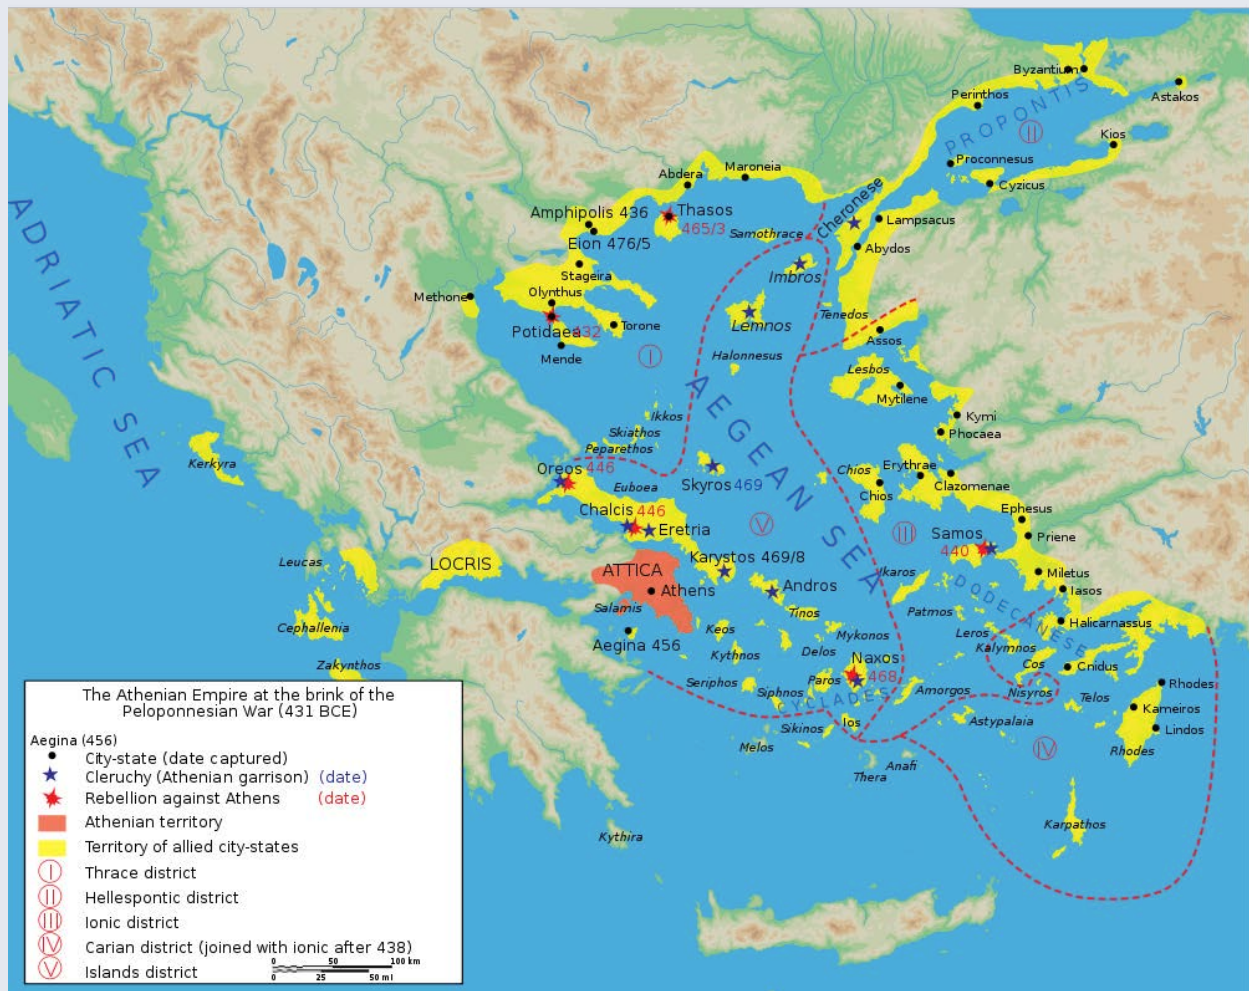 Byzantium
Astakos
Perinthos
PROPONTIS
II
Kios
Proconnesus
Cyzicus
Maroneia
Abdera
Cheronese
Amphipolis 436
Thasos
465/3
Lampsacus
Samothrace
Eion 476/5
Abydos
Stageira
Imbros
ADRIATIC SEA
Methone
Olynthus
Tenedos
Potidaea 432
Torone
Lemnos
Assos
Mende
I
Halonnesus
Lesbos
AEGEAN SEA
Mytilene
Ikkos
Kymi
Skiathos
Phocaea
Peparethos
Kerkyra
Oreos 446
Chios
Erythrae
Skyros 469
Euboea
Clazomenae
Chios
Chalcis 446
Ephesus
V
III
Eretria
Samos
440
Priene
Karystos 469/8
Leucas
LOCRIS
ATTICA
Ikaros
Miletus
Athens
Andros
DODECANESE
Iasos
Salamis
Tinos
Patmos
Cephallenia
Keos
Mykonos
Leros
Halicarnassus
Aegina 456
Kythnos
Delos
Kalymnos
Zakynthos
Naxos
468
Cos
Cnidus
Seriphos
Paros
Siphnos
Amorgos
Nisyros
Telos
Rhodes
CYCLADES
Kameiros
Sikinos
Ios
Astypalaia
Lindos
Melos
IV
Rhodes
Anafi
Thera
Karpathos
Kythira
The Athenian Empire at the brink of the
Peloponnesian War (431 BCE)
Aegina (456)
City-state (date captured)
Cleruchy (Athenian garrison) (date)
Rebellion against Athens (date)
Athenian territory
Territory of allied city-states
I Thrace district
II Hellespontic district
III Ionic district
IV Carian district (joined with ionic after 438)
V Islands district
0 50 100 km
0 25 50 mi